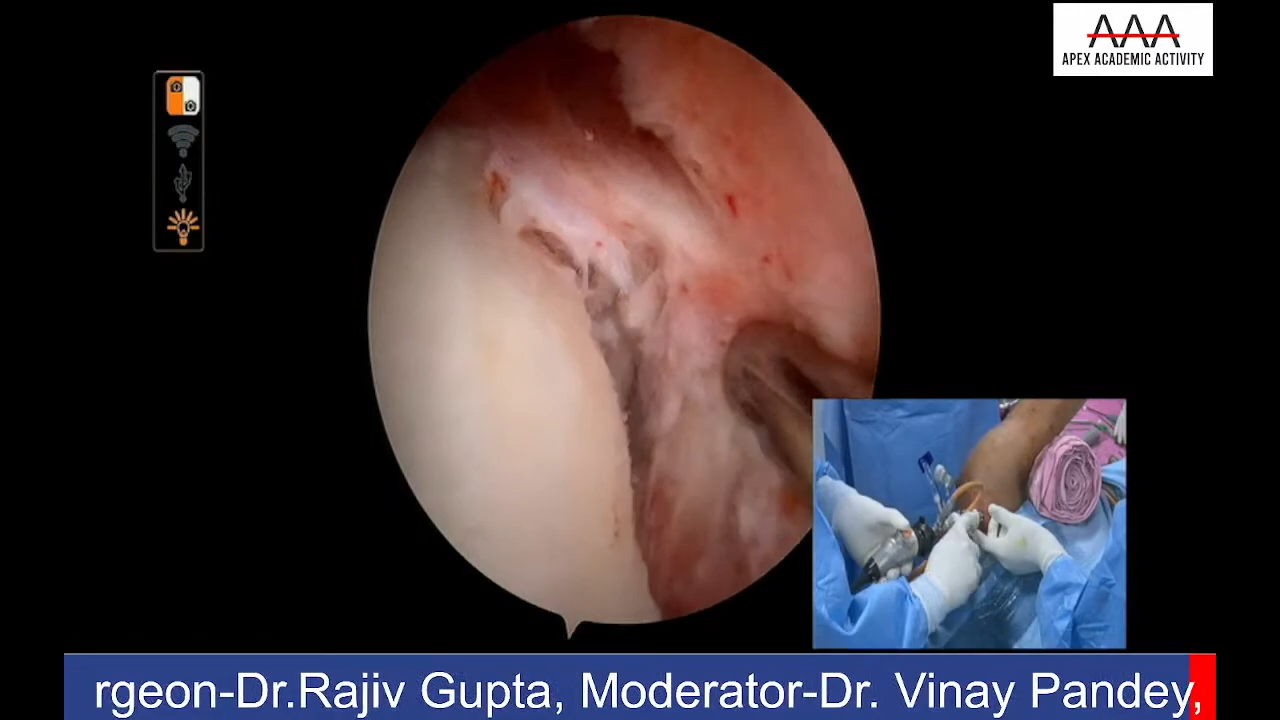 AAA
APEX ACADEMIC ACTIVITY
rgeon-Dr.Rajiv Gupta, Moderator-Dr. Vinay Pandey,